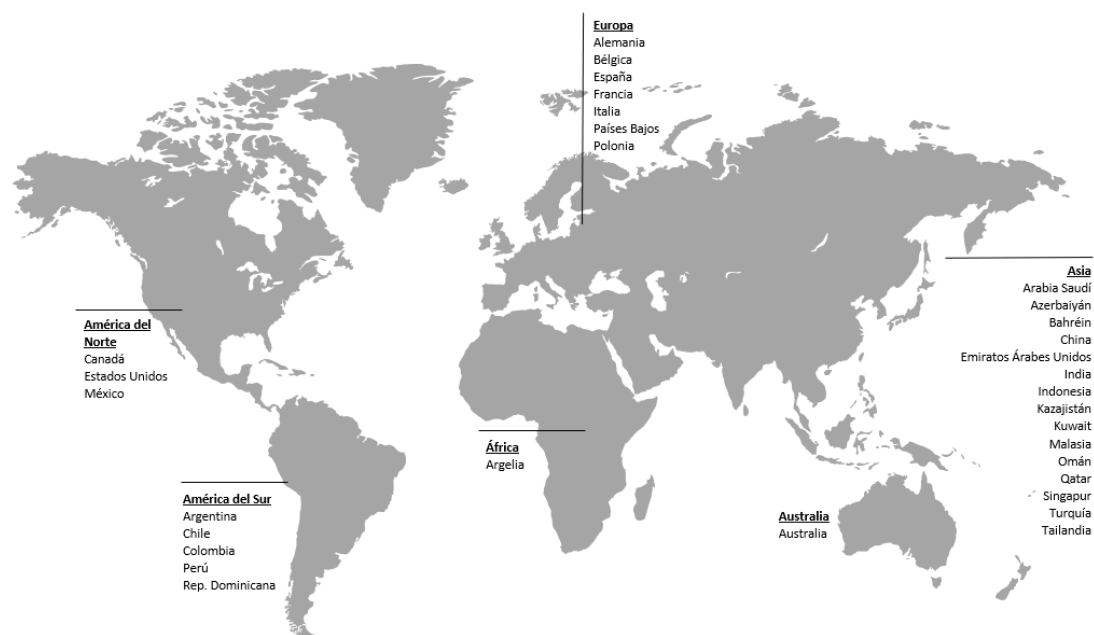 Europa
Alemania
Bélgica
España
Francia
Italia
Países Bajos
Polonia
América del
Norte
Canadá
Estados Unidos
México
América del Sur
Argentina
Chile
Colombia
Perú
Rep. Dominicana
África
Argelia
Australia
Australia
Asia
Arabia Saudí
Azerbaiyán
Bahréin
China
Emiratos Árabes Unidos
India
Indonesia
Kazajistán
Kuwait
Malasia
Omán
Qatar
Singapur
Turquía
Tailandia